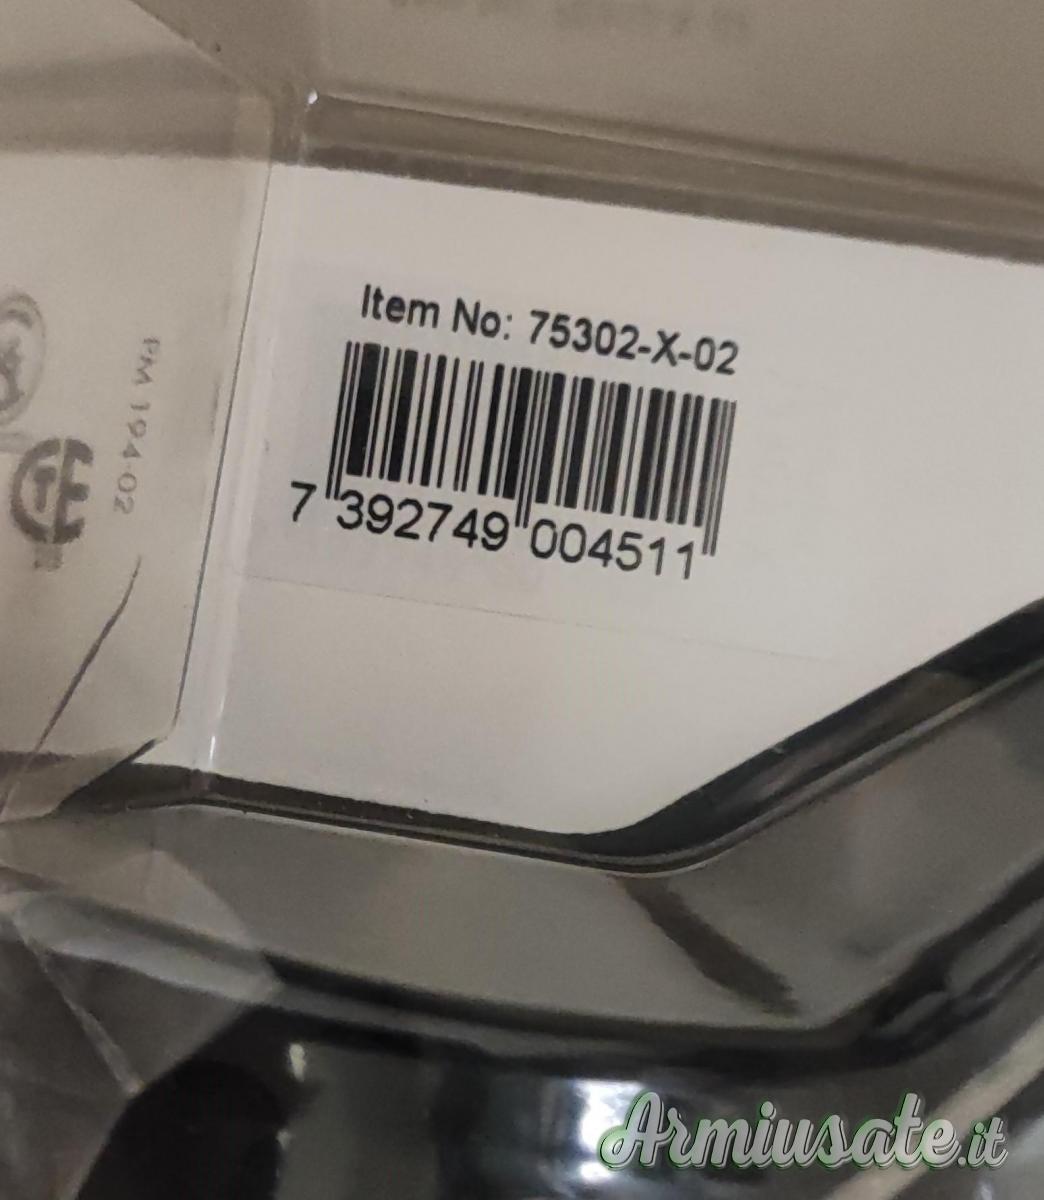 Item No: 75302-X-02
7 392749 004511
PM 194-02
Armiusate.it